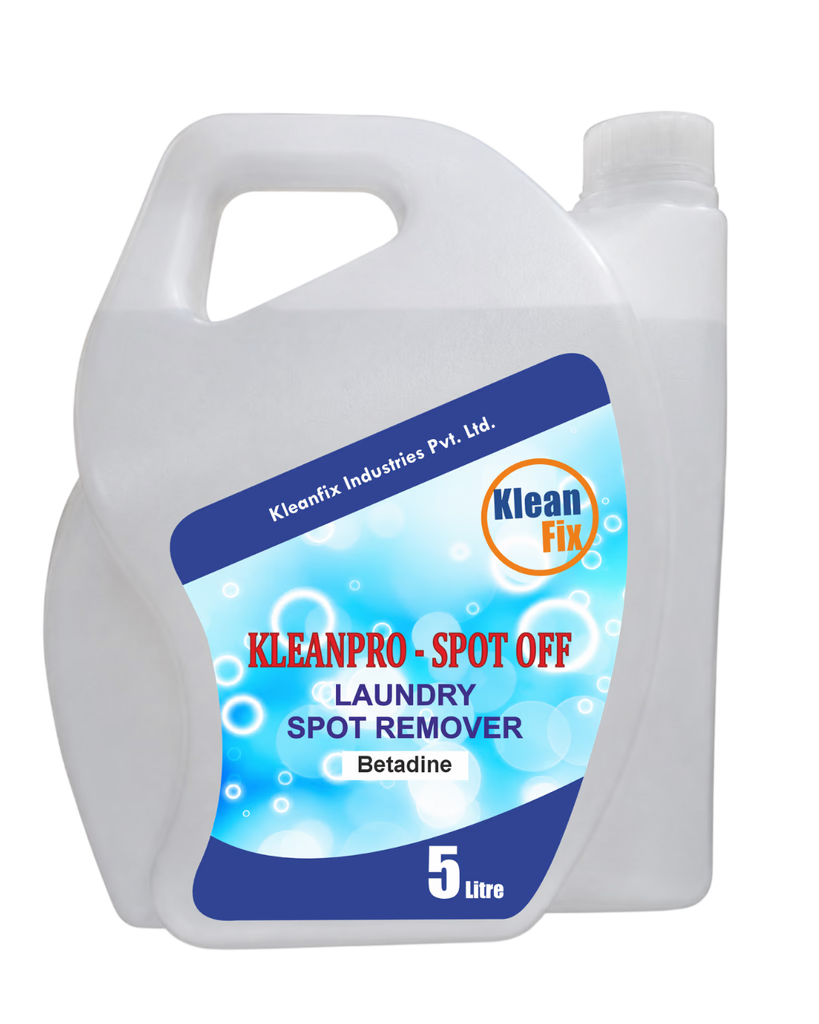 Kleanfix Industries Pvt. Ltd.
Klean
Fix
KLEANPRO - SPOT OFF
LAUNDRY
SPOT REMOVER
Betadine
5 Litre